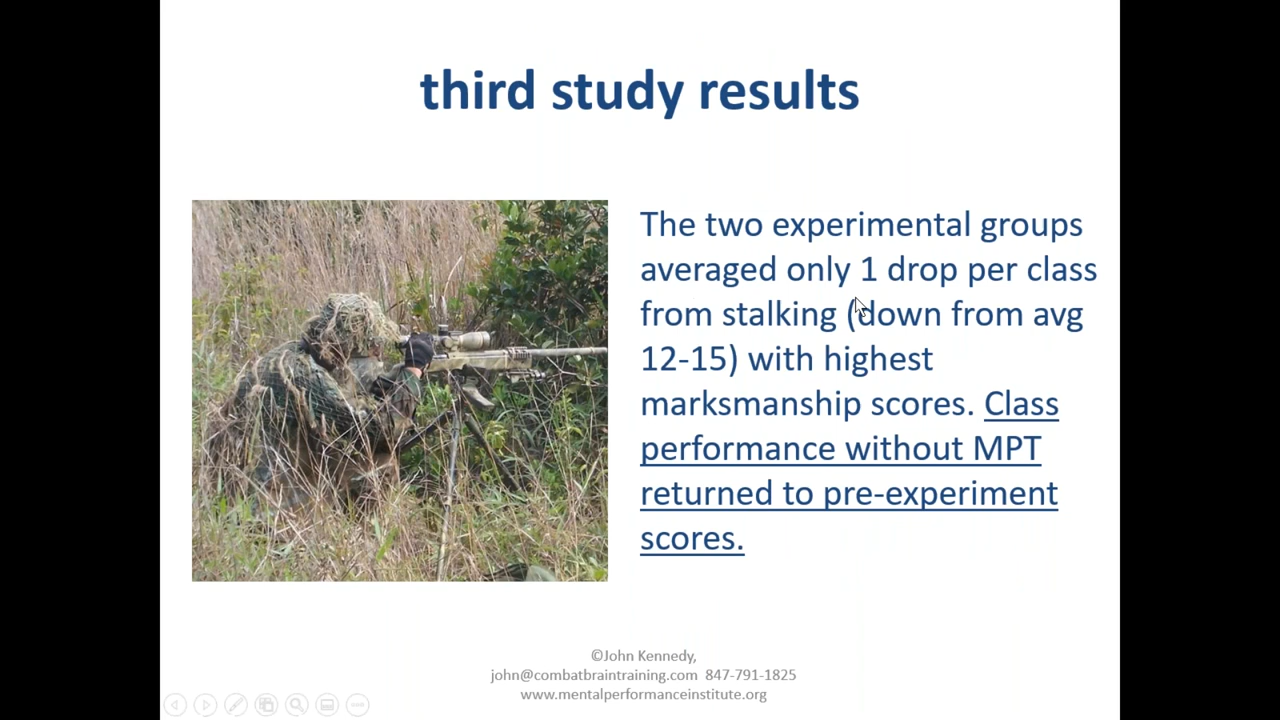 third study results
The two experimental groups
averaged only 1 drop per class
from stalking (down from avg
12-15) with highest
marksmanship scores. Class
performance without MPT
returned to pre-experiment
scores.
©John Kennedy,
john@combatbraintraining.com 847-791-1825
www.mentalperformanceinstitute.org